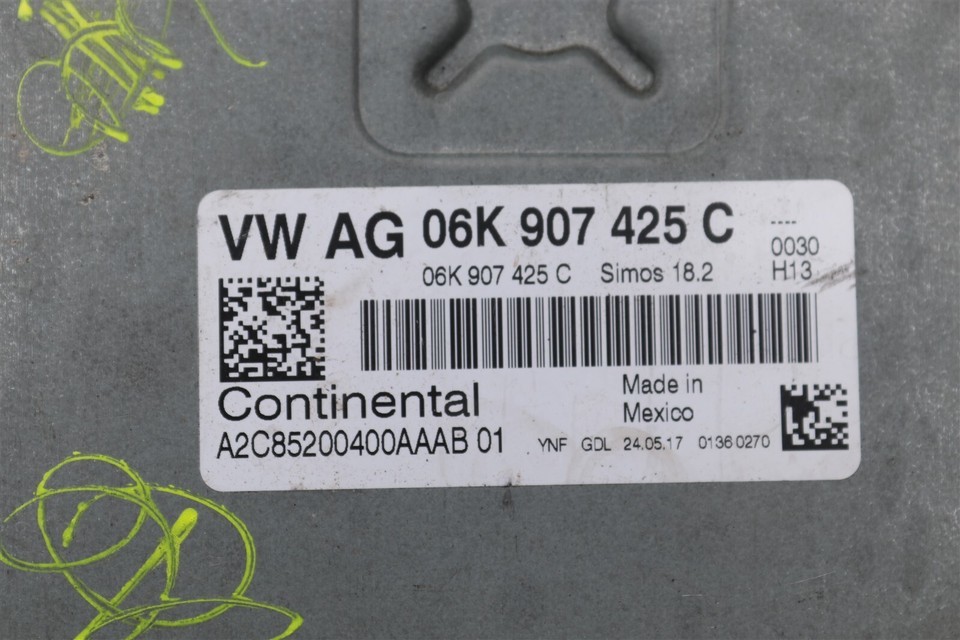 VW AG 06K 907 425 C ----
0030
06K 907 425 C Simos 18.2 H13
Continental
Made in
Mexico
A2C85200400AAAB 01 YNF GDL 24.05.17 0136 0270